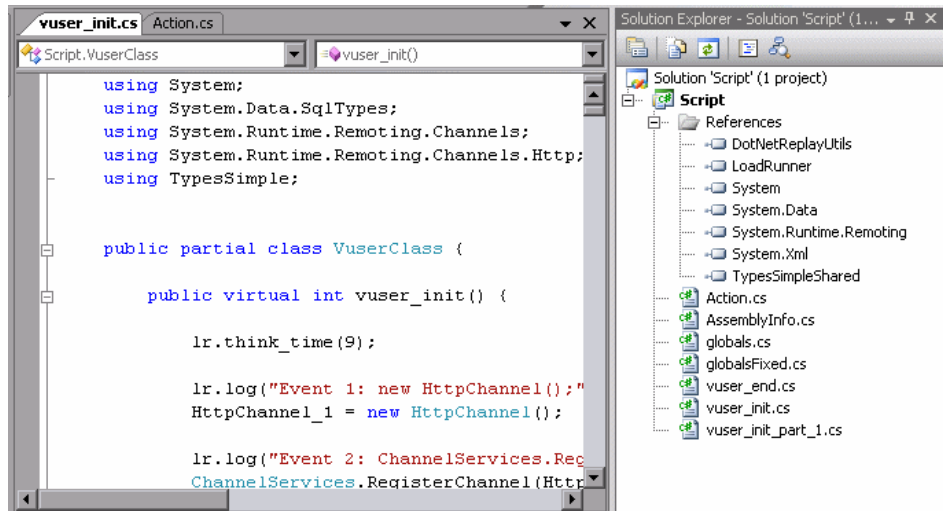 vuser_init.cs Action.cs
Script.VuserClass vuser_init()
using System;
using System.Data.SqlTypes;
using System.Runtime.Remoting.Channels;
using System.Runtime.Remoting.Channels.Http;
using TypesSimple;
public partial class VuserClass {
public virtual int vuser_init() {
lr.think_time(9);
lr.log("Event 1: new HttpChannel();"
HttpChannel_1 = new HttpChannel();
lr.log("Event 2: ChannelServices.Reg
ChannelServices.RegisterChannel(Http
Solution Explorer - Solution 'Script' (1...
Solution 'Script' (1 project)
Script
References
DotNetReplayUtils
LoadRunner
System
System.Data
System.Runtime.Remoting
System.Xml
TypesSimpleShared
Action.cs
AssemblyInfo.cs
globals.cs
globalsFixed.cs
vuser_end.cs
vuser_init.cs
vuser_init_part_1.cs